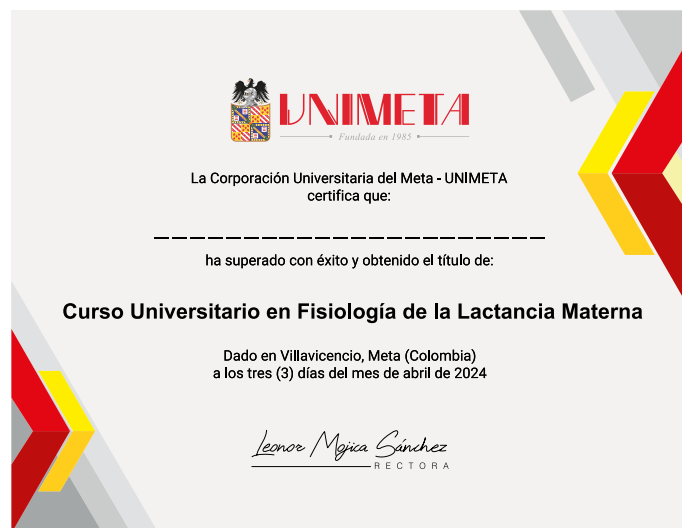 UNIMETA
Fundada en 1985
La Corporación Universitaria del Meta - UNIMETA
certifica que:
ha superado con éxito y obtenido el título de:
Curso Universitario en Fisiología de la Lactancia Materna
Dado en Villavicencio, Meta (Colombia)
a los tres (3) días del mes de abril de 2024
Leonor Mojica Sánchez
RECTORA